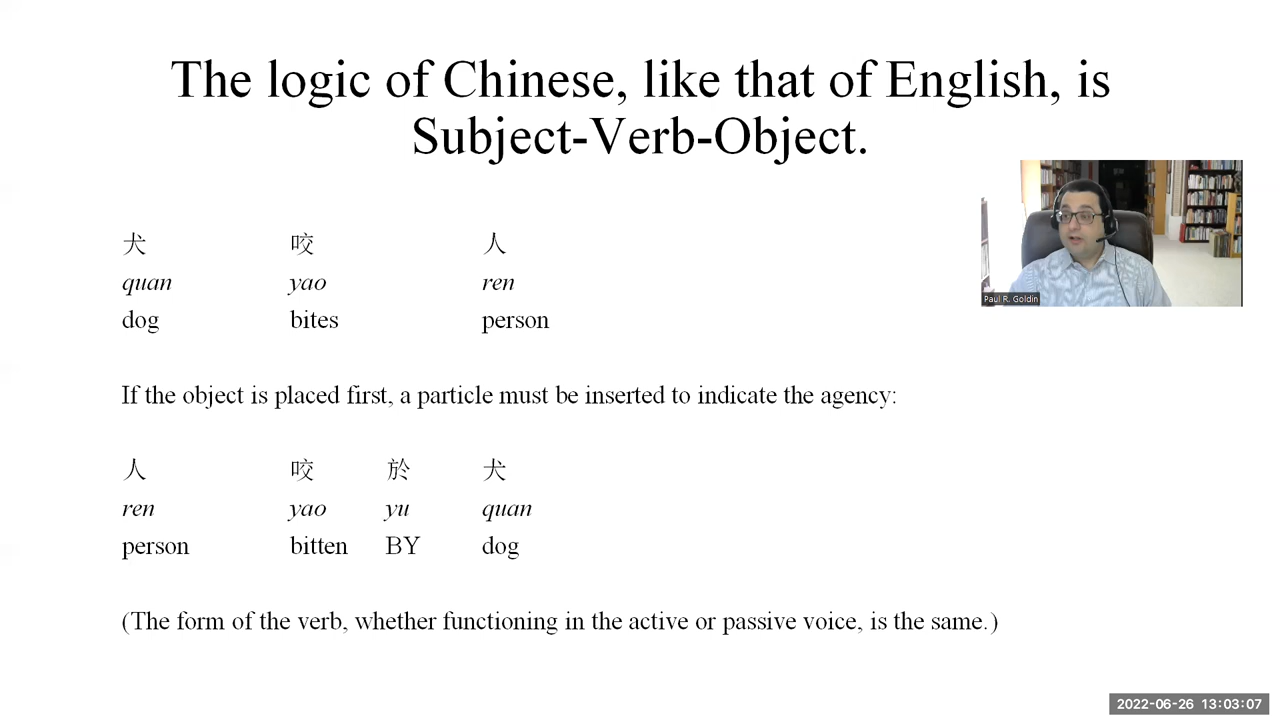 The logic of Chinese, like that of English, is
Subject-Verb-Object.
犬 咬 人
quan yao ren
dog bites person
Paul R. Goldin
If the object is placed first, a particle must be inserted to indicate the agency:
人 咬 於 犬
ren yao yu quan
person bitten BY dog
(The form of the verb, whether functioning in the active or passive voice, is the same.)
2022-06-26 13:03:07